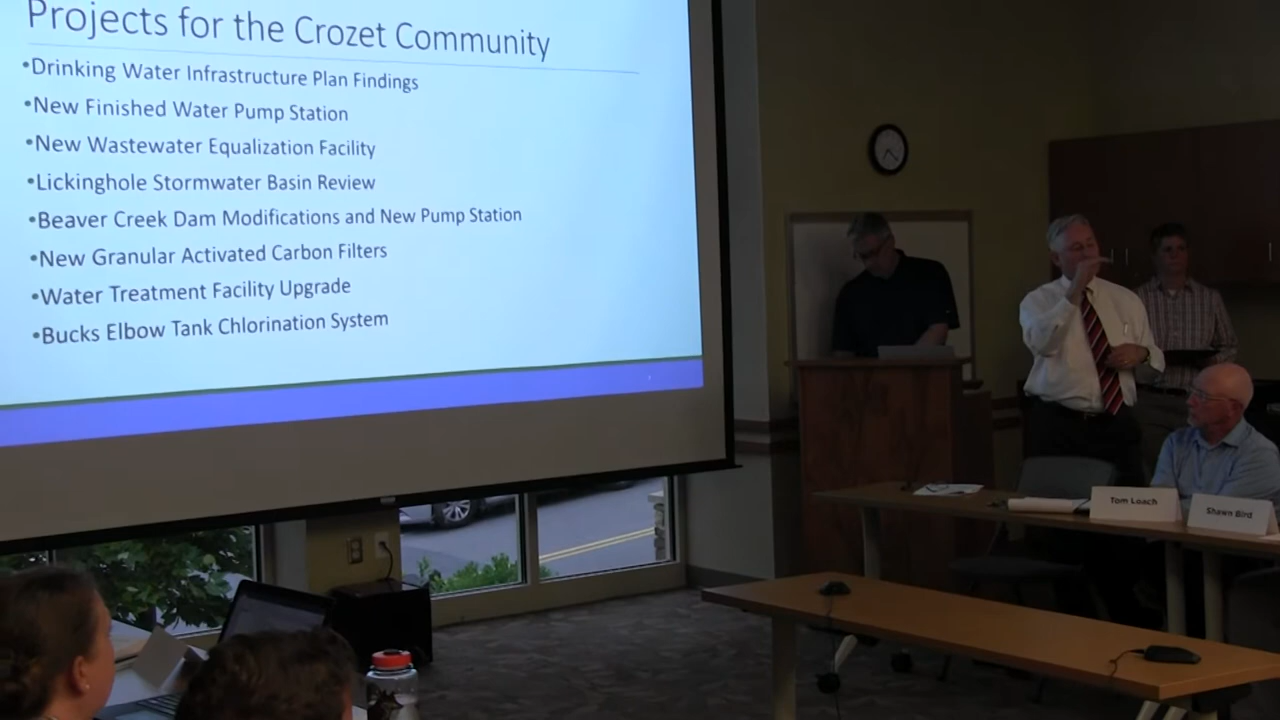 Projects for the Crozet Community
•Drinking Water Infrastructure Plan Findings
•New Finished Water Pump Station
•New Wastewater Equalization Facility
•Lickinghole Stormwater Basin Review
•Beaver Creek Dam Modifications and New Pump Station
•New Granular Activated Carbon Filters
•Water Treatment Facility Upgrade
•Bucks Elbow Tank Chlorination System
Tom Loach
Shawn Bird